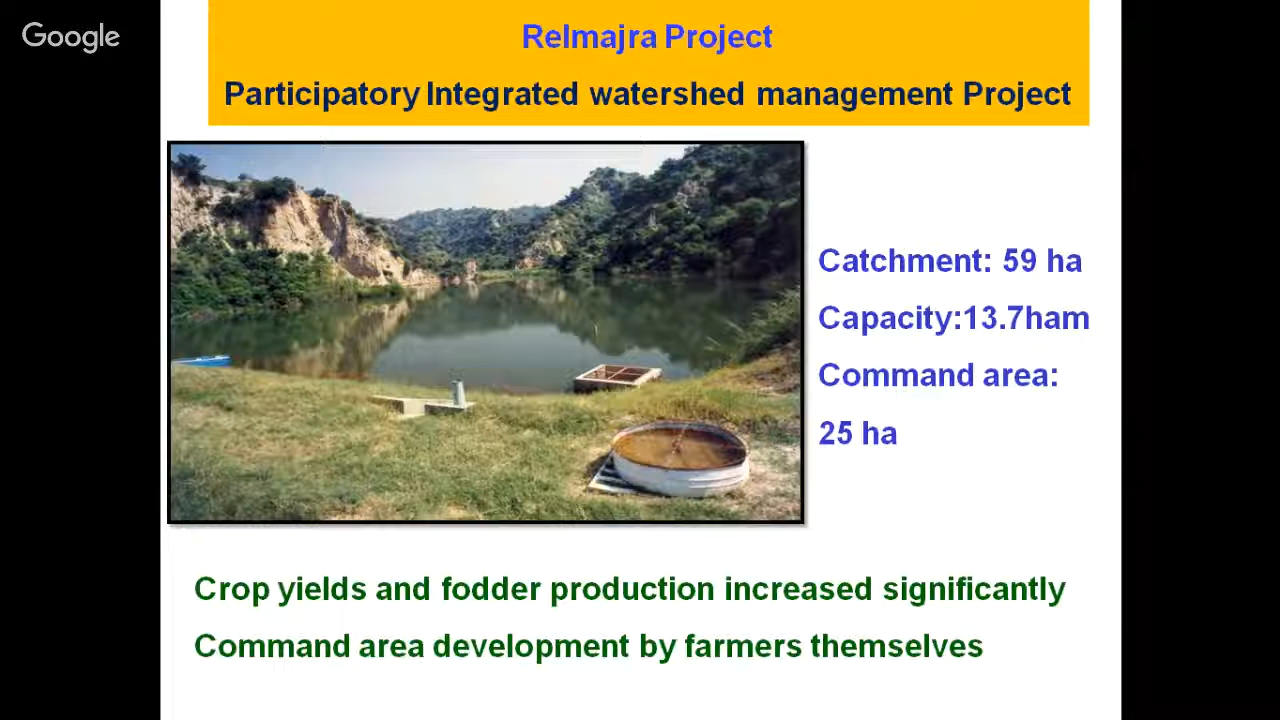 Google
Relmajra Project
Participatory Integrated watershed management Project
Catchment: 59 ha
Capacity:13.7ham
Command area:
25 ha
Crop yields and fodder production increased significantly
Command area development by farmers themselves